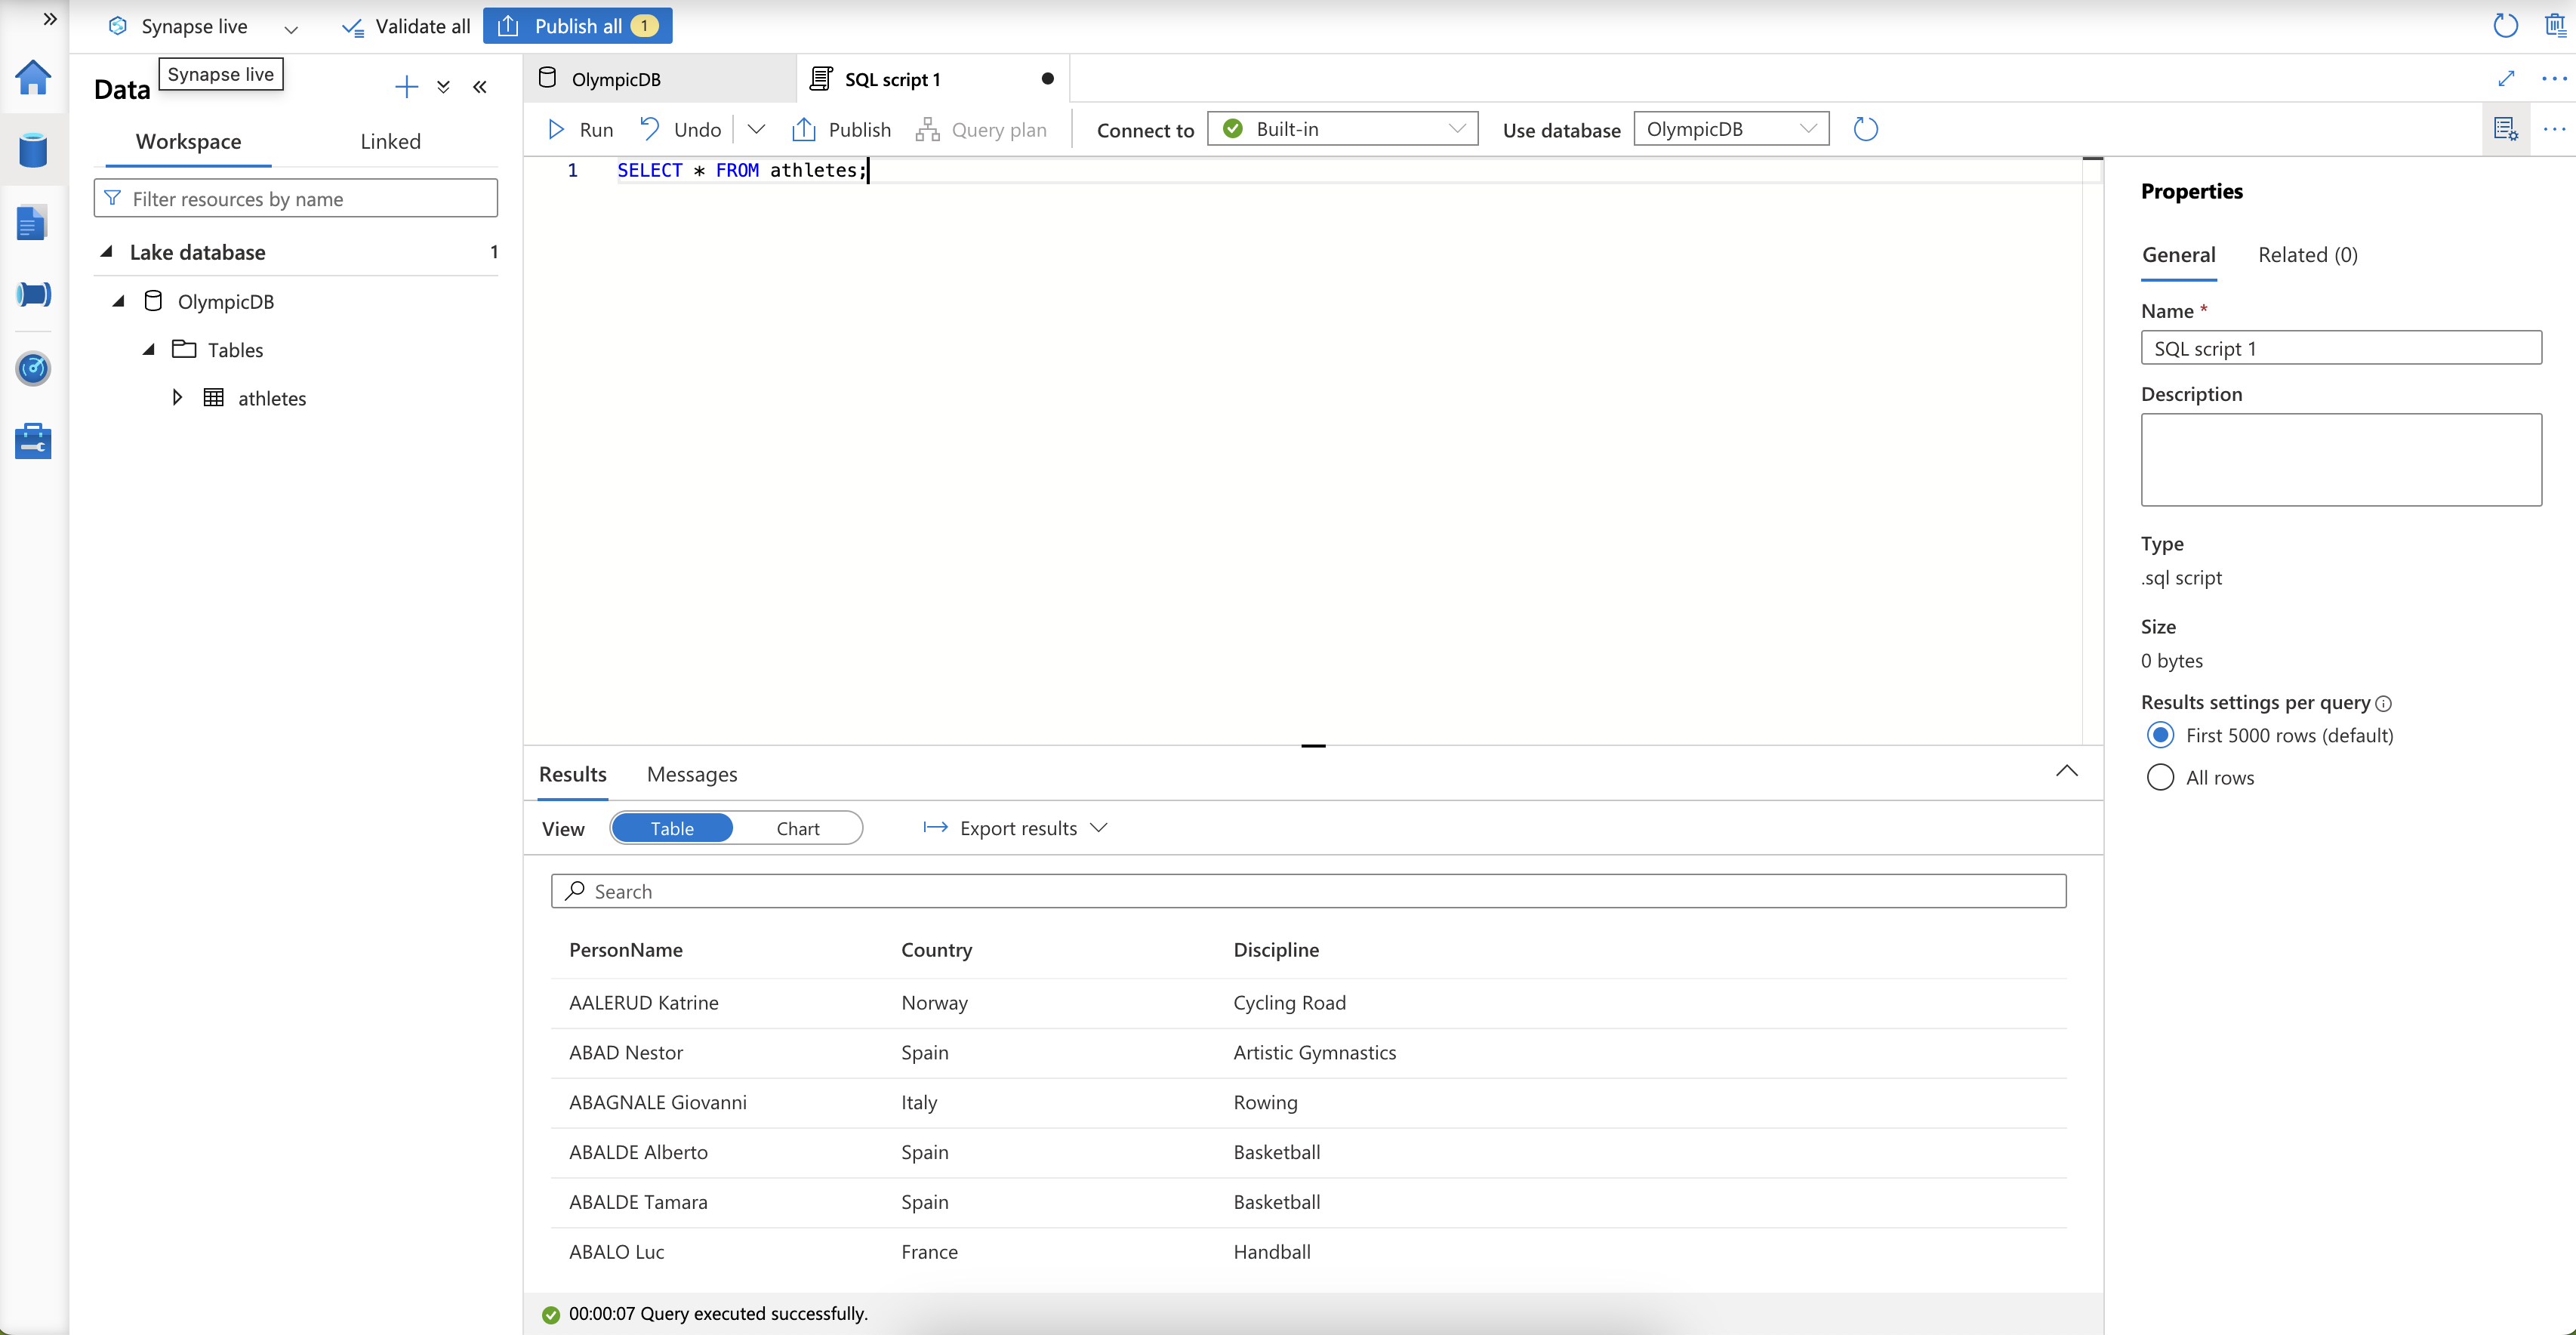 Synapse live
Validate all
Publish all 1
Synapse live
Data
Workspace Linked
Filter resources by name
Lake database 1
OlympicDB
Tables
athletes
OlympicDB
SQL script 1
Run Undo Publish Query plan Connect to Built-in Use database OlympicDB
1 SELECT * FROM athletes;
Results Messages
View Table Chart Export results
Search
PersonName Country Discipline
AALERUD Katrine Norway Cycling Road
ABAD Nestor Spain Artistic Gymnastics
ABAGNALE Giovanni Italy Rowing
ABALDE Alberto Spain Basketball
ABALDE Tamara Spain Basketball
ABALO Luc France Handball
00:00:07 Query executed successfully.
Properties
General Related (0)
Name *
SQL script 1
Description
Type
.sql script
Size
0 bytes
Results settings per query
First 5000 rows (default)
All rows